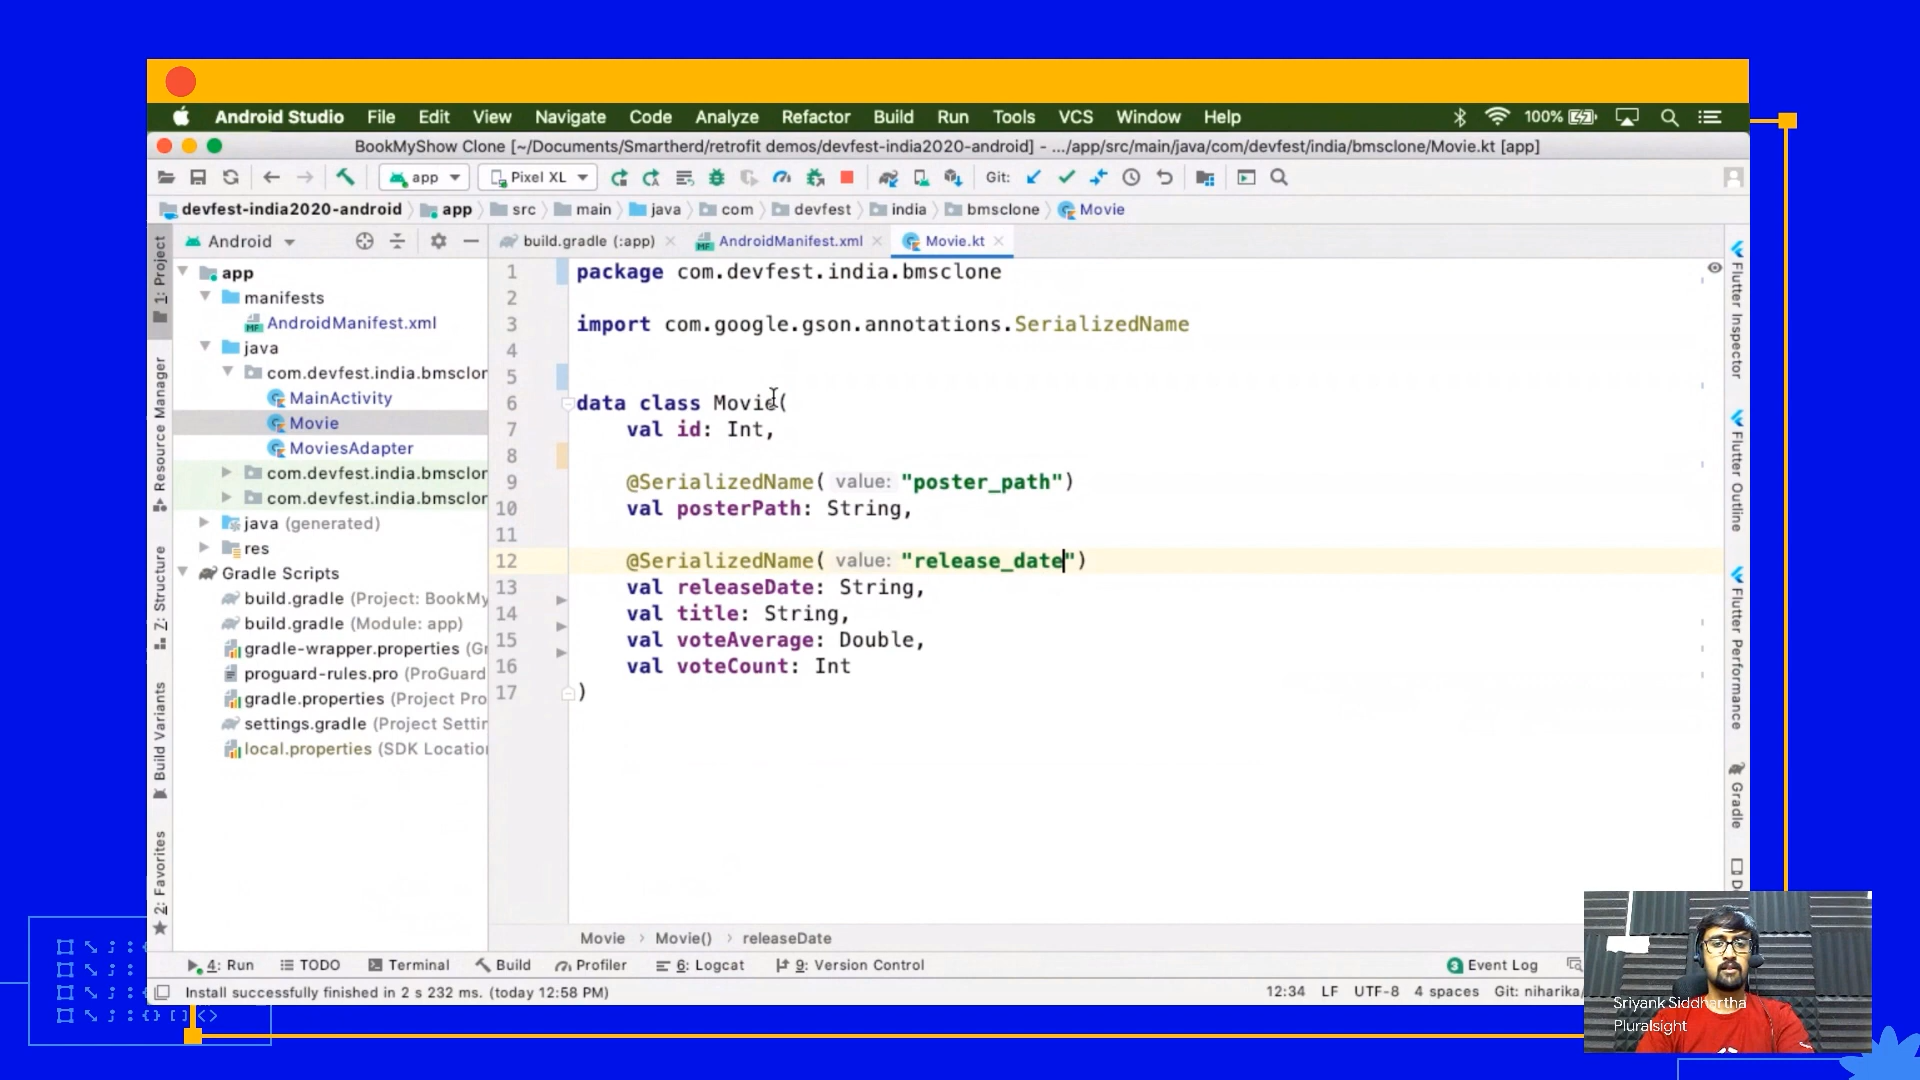 Android Studio File Edit View Navigate Code Analyze Refactor Build Run Tools VCS Window Help 100%
BookMyShow Clone [~/Documents/Smartherd/retrofit demos/devfest-india2020-android] - .../app/src/main/java/com/devfest/india/bmsclone/Movie.kt [app]
app Pixel XL Git:
devfest-india2020-android app src main java com devfest india bmsclone Movie
Android
build.gradle (:app) AndroidManifest.xml Movie.kt
1: Project
Resource Manager
Z: Structure
Build Variants
2: Favorites
app
manifests
AndroidManifest.xml
java
com.devfest.india.bmsclor
MainActivity
Movie
MoviesAdapter
com.devfest.india.bmsclor
com.devfest.india.bmsclor
java (generated)
res
Gradle Scripts
build.gradle (Project: BookMy
build.gradle (Module: app)
gradle-wrapper.properties (Gr
proguard-rules.pro (ProGuard
gradle.properties (Project Pro
settings.gradle (Project Settir
local.properties (SDK Locatior
1 package com.devfest.india.bmsclone
2
3 import com.google.gson.annotations.SerializedName
4
5
6 data class Movie(
7 val id: Int,
8
9 @SerializedName( value: "poster_path")
10 val posterPath: String,
11
12 @SerializedName( value: "release_date")
13 val releaseDate: String,
14 val title: String,
15 val voteAverage: Double,
16 val voteCount: Int
17 )
Flutter Inspector
Flutter Outline
Flutter Performance
Gradle
Movie › Movie() › releaseDate
4: Run TODO Terminal Build Profiler 6: Logcat 9: Version Control 3 Event Log
Install successfully finished in 2 s 232 ms. (today 12:58 PM) 12:34 LF UTF-8 4 spaces Git: niharika/
Sriyank Siddhartha
Pluralsight